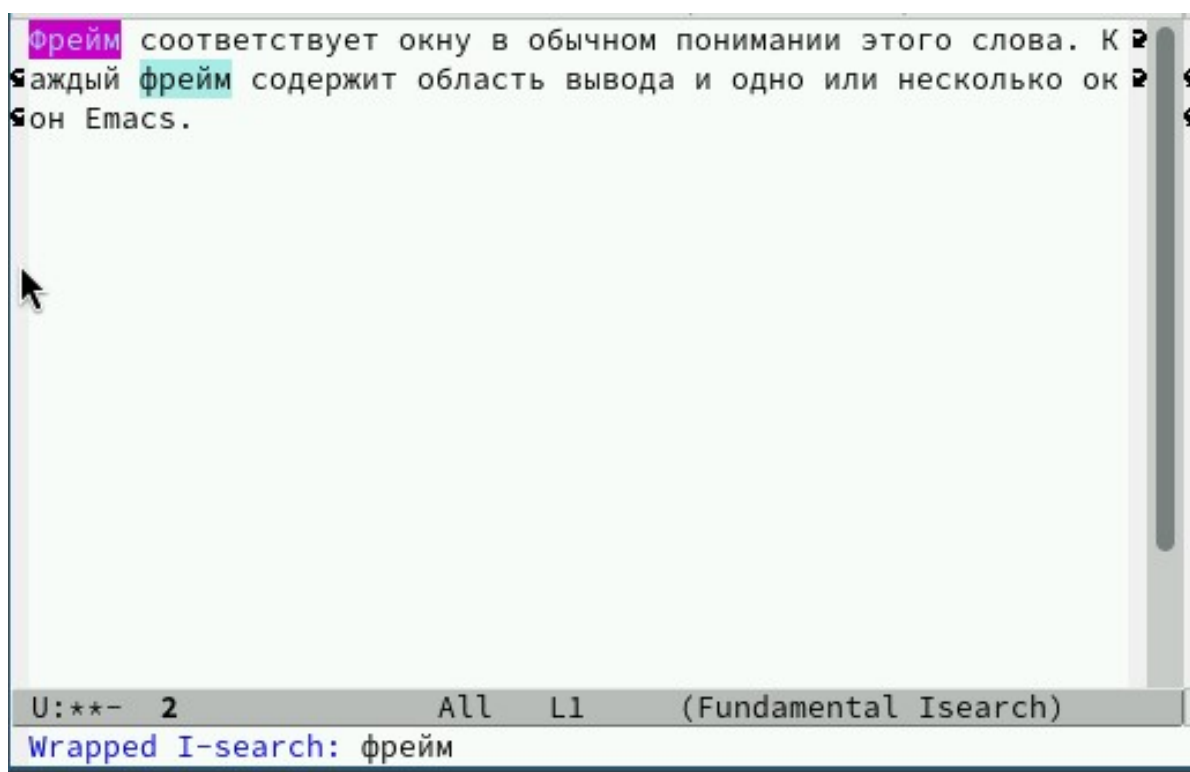 Фрейм соответствует окну в обычном понимании этого слова. К
аждый фрейм содержит область вывода и одно или несколько ок
он Emacs.
U:**-  2                All   L1     (Fundamental Isearch)
Wrapped I-search: фрейм